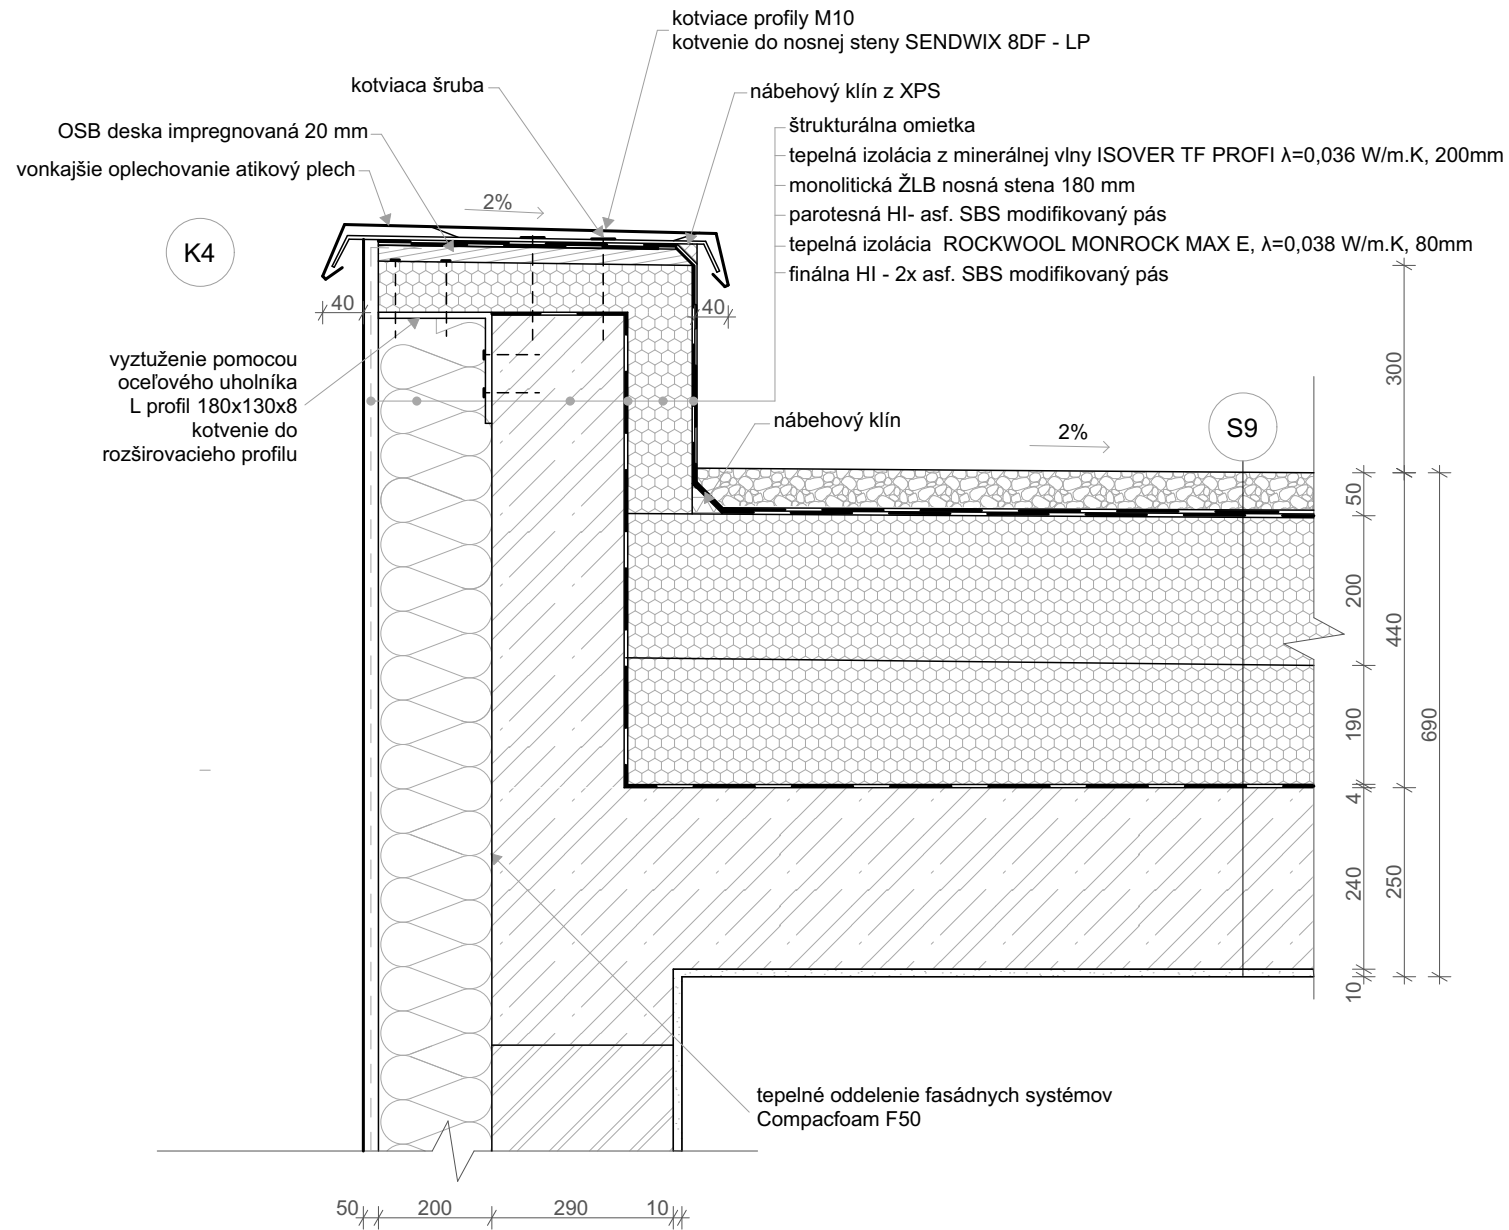 kotviace profily M10
kotvenie do nosnej steny SENDWIX 8DF - LP
kotviaca šruba
nábehový klín z XPS
OSB deska impregnovaná 20 mm
štrukturálna omietka
vonkajšie oplechovanie atikový plech
tepelná izolácia z minerálnej vlny ISOVER TF PROFI λ=0,036 W/m.K, 200mm
monolitická ŽLB nosná stena 180 mm
parotesná HI- asf. SBS modifikovaný pás
tepelná izolácia  ROCKWOOL MONROCK MAX E, λ=0,038 W/m.K, 80mm
finálna HI - 2x asf. SBS modifikovaný pás
2%
K4
40
40
vyztuženie pomocou
oceľového uholníka
L profil 180x130x8
kotvenie do
rozširovacieho profilu
nábehový klín
2%
S9
300
50
200
440
190
690
4
240
250
10
tepelné oddelenie fasádnych systémov
Compacfoam F50
50
200
290
10